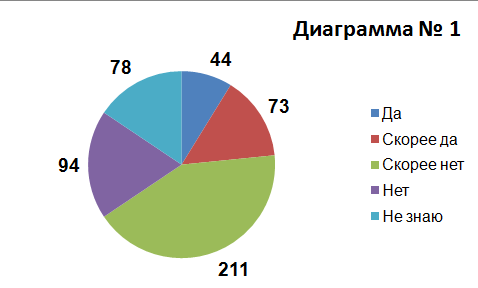 Диаграмма № 1
78
44
73
94
211
Да
Скорее да
Скорее нет
Нет
Не знаю